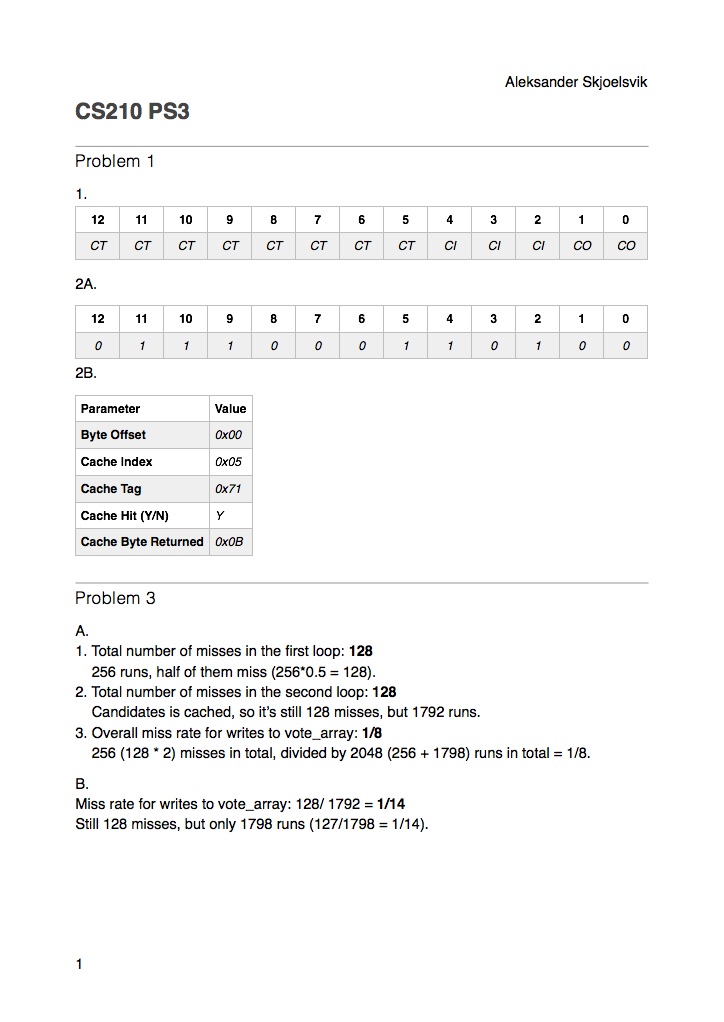 Aleksander Skjoelsvik
CS210 PS3
Problem 1
1.
12 11 10 9 8 7 6 5 4 3 2 1 0
CT CT CT CT CT CT CT CT CI CI CI CO CO
2A.
12 11 10 9 8 7 6 5 4 3 2 1 0
0 1 1 1 0 0 0 1 1 0 1 0 0
2B.
Parameter Value
Byte Offset 0x00
Cache Index 0x05
Cache Tag 0x71
Cache Hit (Y/N) Y
Cache Byte Returned 0x0B
Problem 3
A.
1. Total number of misses in the first loop: 128
256 runs, half of them miss (256*0.5 = 128).
2. Total number of misses in the second loop: 128
Candidates is cached, so it's still 128 misses, but 1792 runs.
3. Overall miss rate for writes to vote_array: 1/8
256 (128 * 2) misses in total, divided by 2048 (256 + 1798) runs in total = 1/8.
B.
Miss rate for writes to vote_array: 128/ 1792 = 1/14
Still 128 misses, but only 1798 runs (127/1798 = 1/14).
1